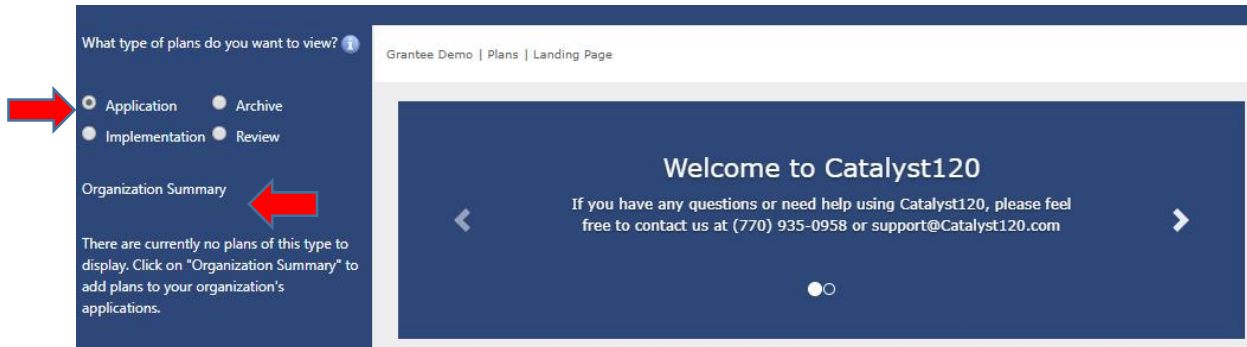 What type of plans do you want to view?
Application Archive
Implementation Review
Organization Summary
There are currently no plans of this type to
display. Click on "Organization Summary" to
add plans to your organization's
applications.
Grantee Demo | Plans | Landing Page
Welcome to Catalyst120
If you have any questions or need help using Catalyst120, please feel
free to contact us at (770) 935-0958 or support@Catalyst120.com